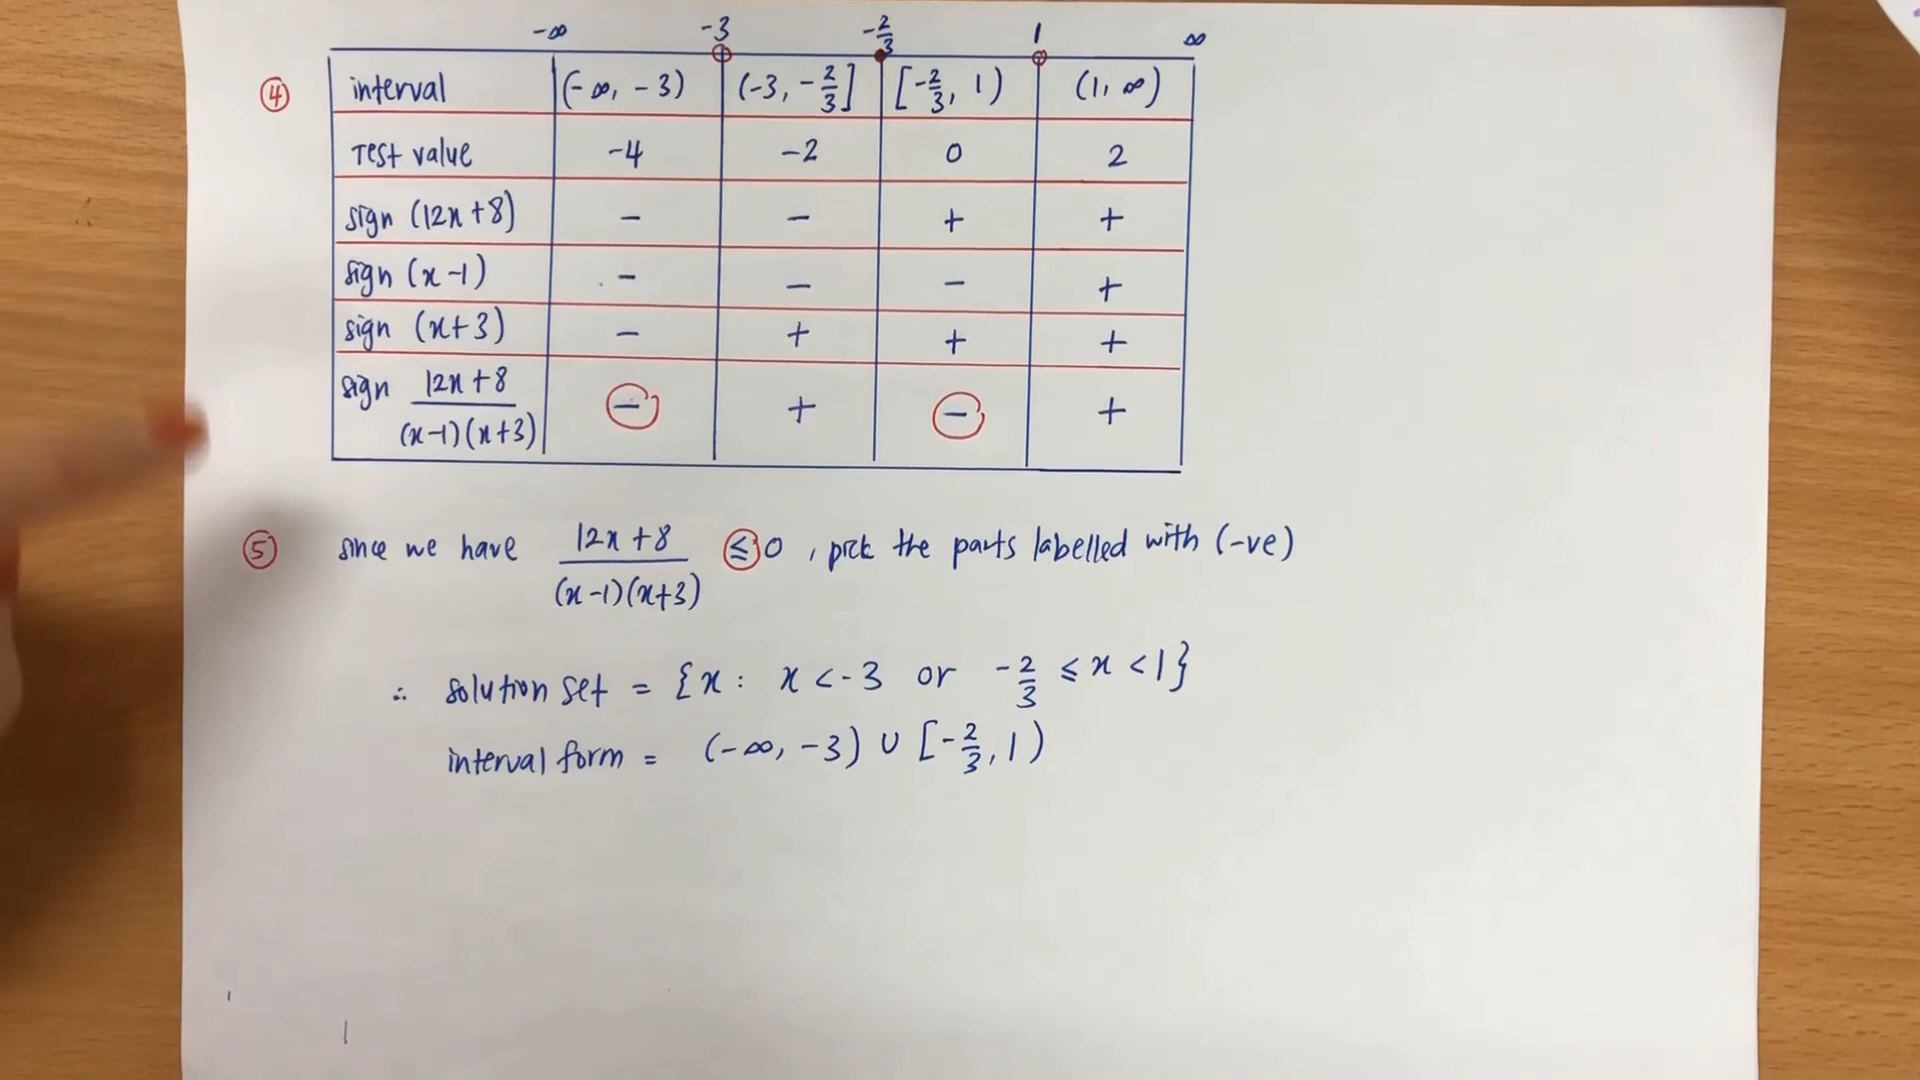 -∞ -3 -2/3 1 ∞
④ interval (-∞, -3) (-3, -2/3] [-2/3, 1) (1, ∞)
Test value -4 -2 0 2
sign (12x+8) - - + +
sign (x-1) - - - +
sign (x+3) - + + +
sign (12x+8)/((x-1)(x+3)) - + - +
⑤ since we have (12x+8)/((x-1)(x+3)) ≤ 0, pick the parts labelled with (-ve)
∴ solution set = {x: x < -3 or -2/3 ≤ x < 1}
interval form = (-∞, -3) ∪ [-2/3, 1)